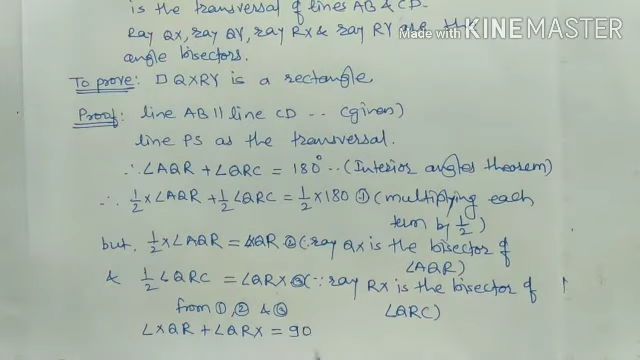 is the transversal of lines AB & CD.
Ray QX, ray QY, ray RX & ray RY are the
angle bisectors.
To prove: □ QXRY is a rectangle
Proof: line AB || line CD .. (given)
line PS as the transversal.
∴ ∠AQR + ∠QRC = 180° .. (Interior angles theorem)
∴ ½ × ∠AQR + ½ ∠QRC = ½ × 180 ① (multiplying each
term by ½)
but ½ × ∠AQR = ∠XQR ② (∵ ray QX is the bisector of
∠AQR)
& ½ ∠QRC = ∠QRX ③ (∵ ray RX is the bisector of
∠QRC)
from ①, ② & ③
∠XQR + ∠QRX = 90
Made with
KINEMASTER